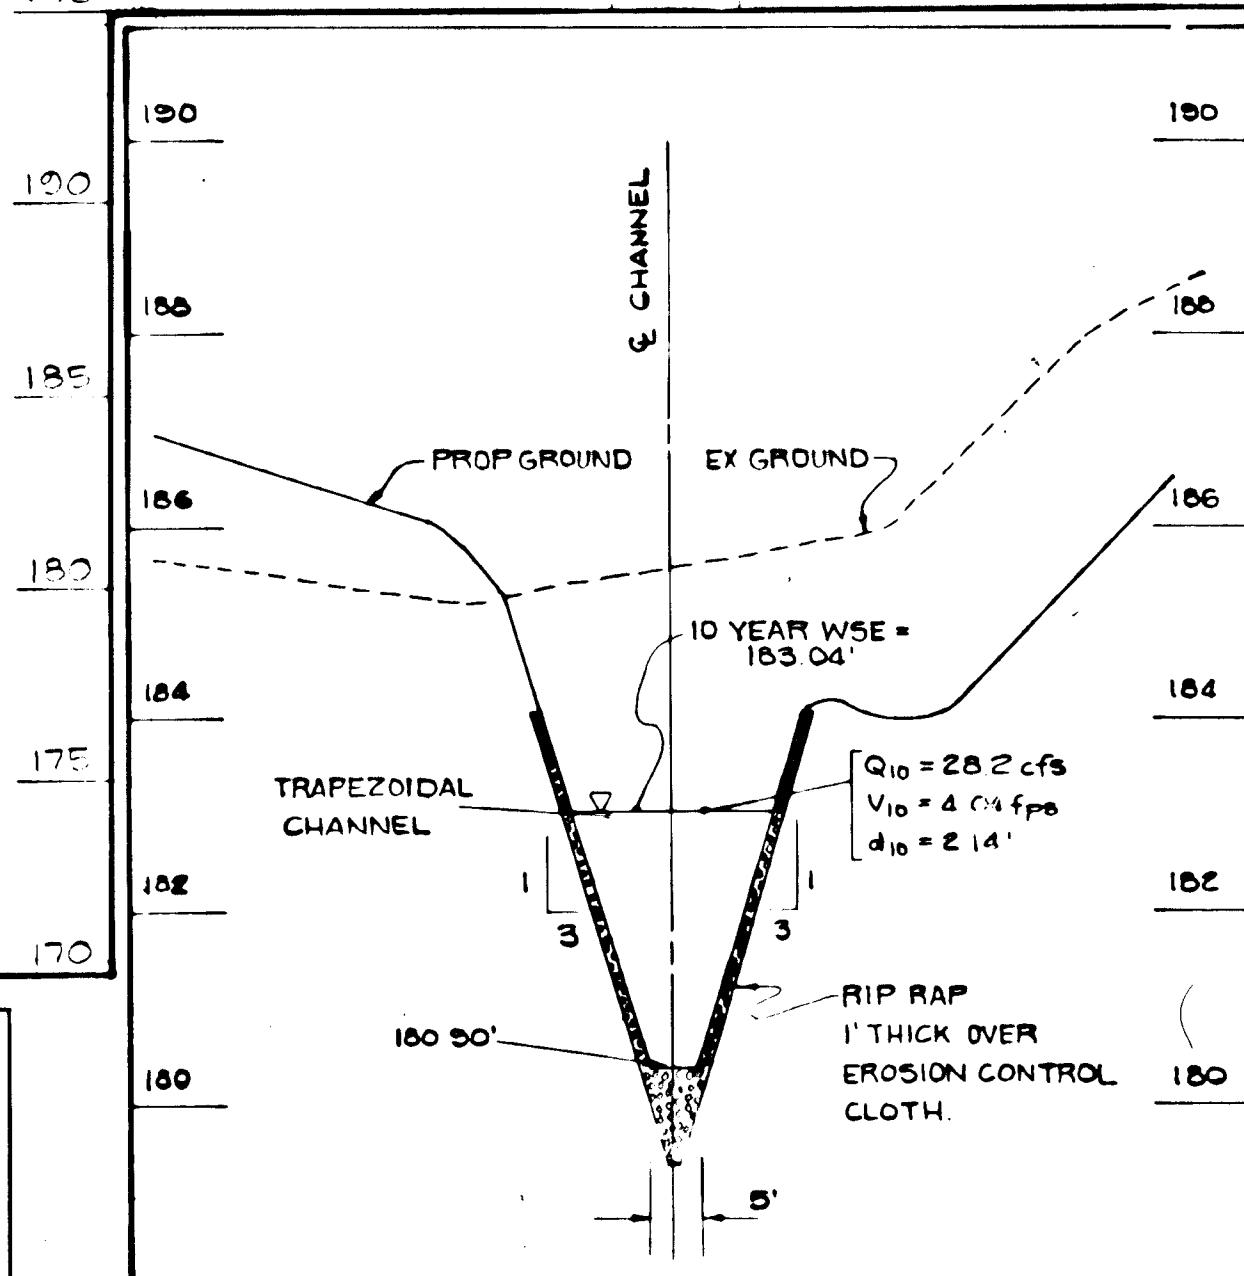 190
190
190
190
℄ CHANNEL
188
188
185
PROP GROUND
EX GROUND
186
186
180
10 YEAR WSE =
183.04'
184
184
175
TRAPEZOIDAL
CHANNEL
Q10 = 28.2 cfs
V10 = 4 fps
d10 = 2 14'
1
1
3
3
182
182
170
RIP RAP
1' THICK OVER
EROSION CONTROL
CLOTH.
180 90'
180
180
5'